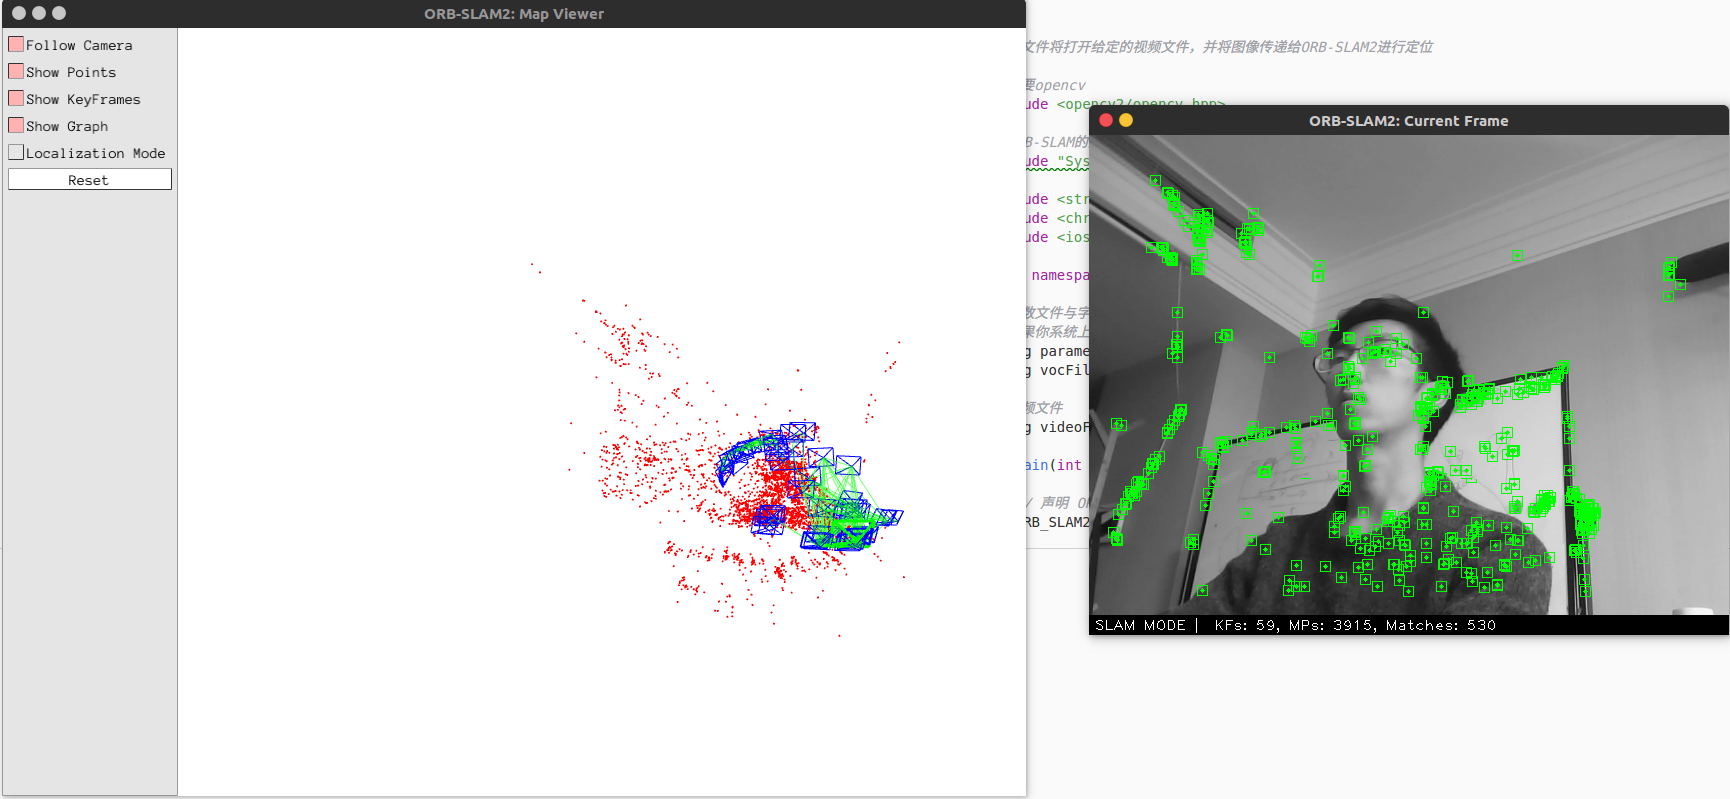 ORB-SLAM2: Map Viewer
Follow Camera
Show Points
Show KeyFrames
Show Graph
Localization Mode
Reset
文件将打开给定的视频文件，并将图像传递给ORB-SLAM2进行定位
要opencv
ude <opencv2/opencv.hpp>
B-SLAM的
ude "Sys
ude <str
ude <chr
ude <ios
namespa
数文件与字
果你系统上
g parame
g vocFil
频文件
g videoF
ain(int
/ 声明 O
RB_SLAM2
ORB-SLAM2: Current Frame
SLAM MODE | KFs: 59, MPs: 3915, Matches: 530